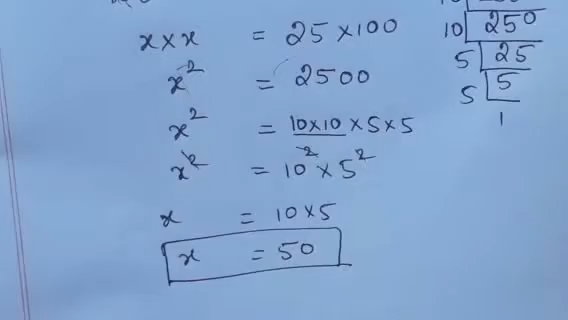 x × x = 25 × 100
x² = 2500
x² = 10×10 × 5 × 5
x² = 10² × 5²
x = 10 × 5
x = 50
10 250
5 25
5 5
1